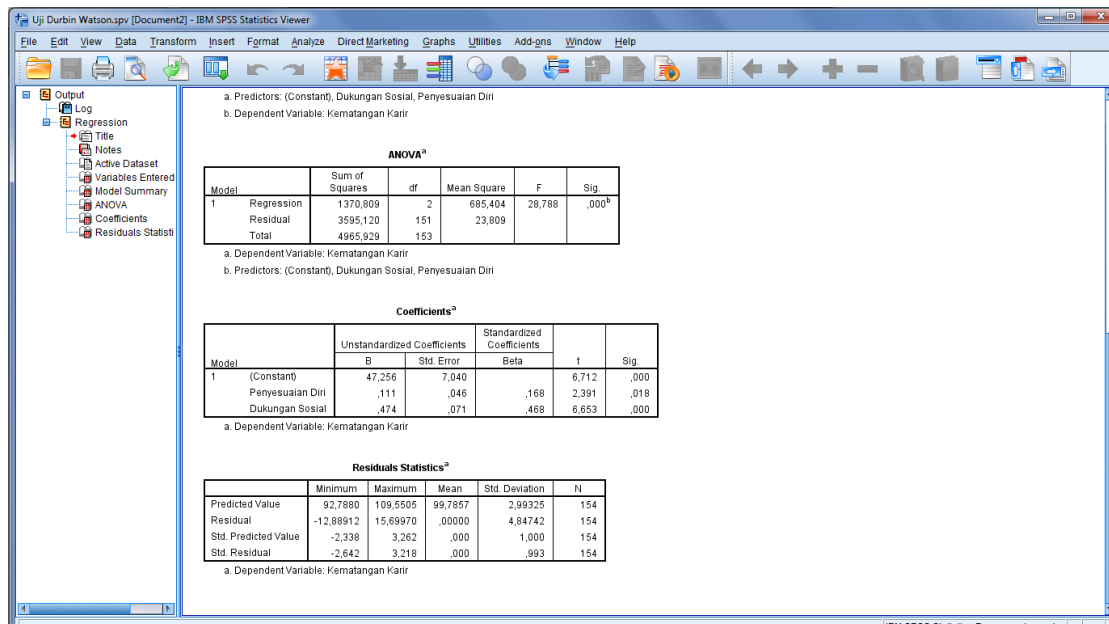 Uji Durbin Watson.spv [Document2] - IBM SPSS Statistics Viewer
File Edit View Data Transform Insert Format Analyze Direct Marketing Graphs Utilities Add-ons Window Help
Output
Log
Regression
Title
Notes
Active Dataset
Variables Entered
Model Summary
ANOVA
Coefficients
Residuals Statisti
a. Predictors: (Constant), Dukungan Sosial, Penyesuaian Diri
b. Dependent Variable: Kematangan Karir
ANOVAa
Model Sum of Squares df Mean Square F Sig.
1 Regression 1370,809 2 685,404 28,788 ,000b
Residual 3595,120 151 23,809
Total 4965,929 153
a. Dependent Variable: Kematangan Karir
b. Predictors: (Constant), Dukungan Sosial, Penyesuaian Diri
Coefficientsa
Unstandardized Coefficients Standardized Coefficients
Model B Std. Error Beta t Sig.
1 (Constant) 47,256 7,040 6,712 ,000
Penyesuaian Diri ,111 ,046 ,168 2,391 ,018
Dukungan Sosial ,474 ,071 ,468 6,653 ,000
a. Dependent Variable: Kematangan Karir
Residuals Statisticsa
Minimum Maximum Mean Std. Deviation N
Predicted Value 92,7880 109,5505 99,7857 2,99325 154
Residual -12,88912 15,69970 ,00000 4,84742 154
Std. Predicted Value -2,338 3,262 ,000 1,000 154
Std. Residual -2,642 3,218 ,000 ,993 154
a. Dependent Variable: Kematangan Karir